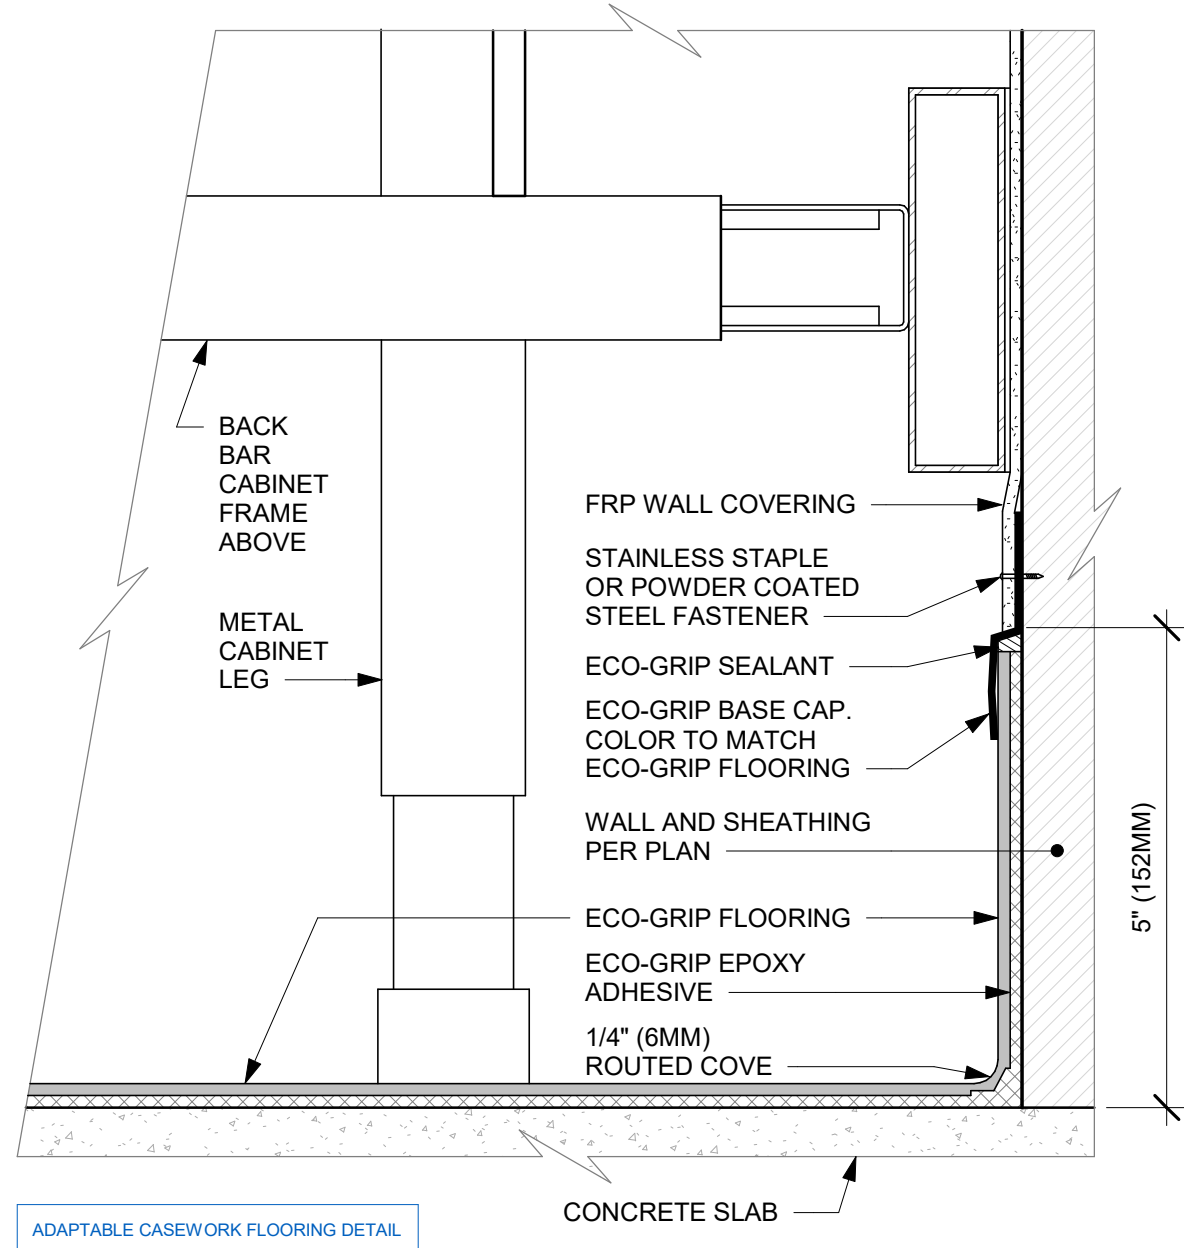 BACK
BAR
CABINET
FRAME
ABOVE
METAL
CABINET
LEG
FRP WALL COVERING
STAINLESS STAPLE
OR POWDER COATED
STEEL FASTENER
ECO-GRIP SEALANT
ECO-GRIP BASE CAP.
COLOR TO MATCH
ECO-GRIP FLOORING
WALL AND SHEATHING
PER PLAN
ECO-GRIP FLOORING
ECO-GRIP EPOXY
ADHESIVE
1/4" (6MM)
ROUTED COVE
5" (152MM)
CONCRETE SLAB
ADAPTABLE CASEWORK FLOORING DETAIL